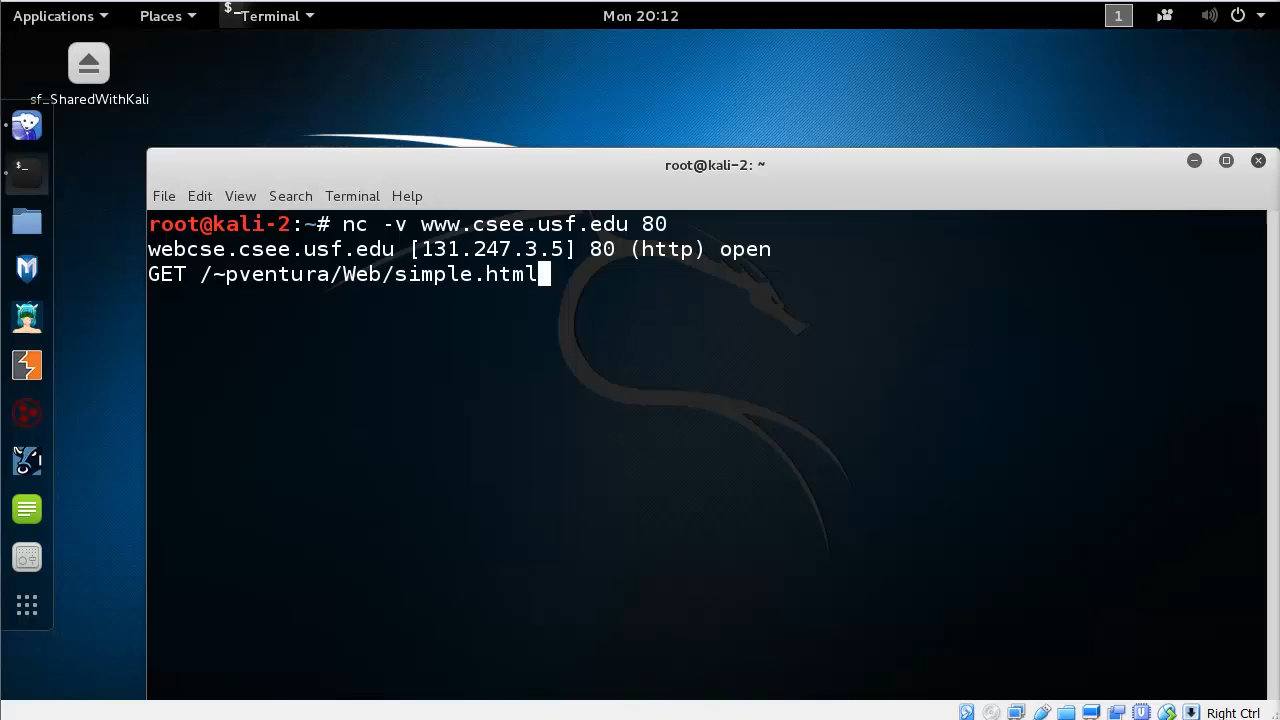 Applications Places Terminal Mon 20:12 1
sf_SharedWithKali
root@kali-2: ~
File Edit View Search Terminal Help
root@kali-2:~# nc -v www.csee.usf.edu 80
webcse.csee.usf.edu [131.247.3.5] 80 (http) open
GET /~pventura/Web/simple.html
Right Ctrl